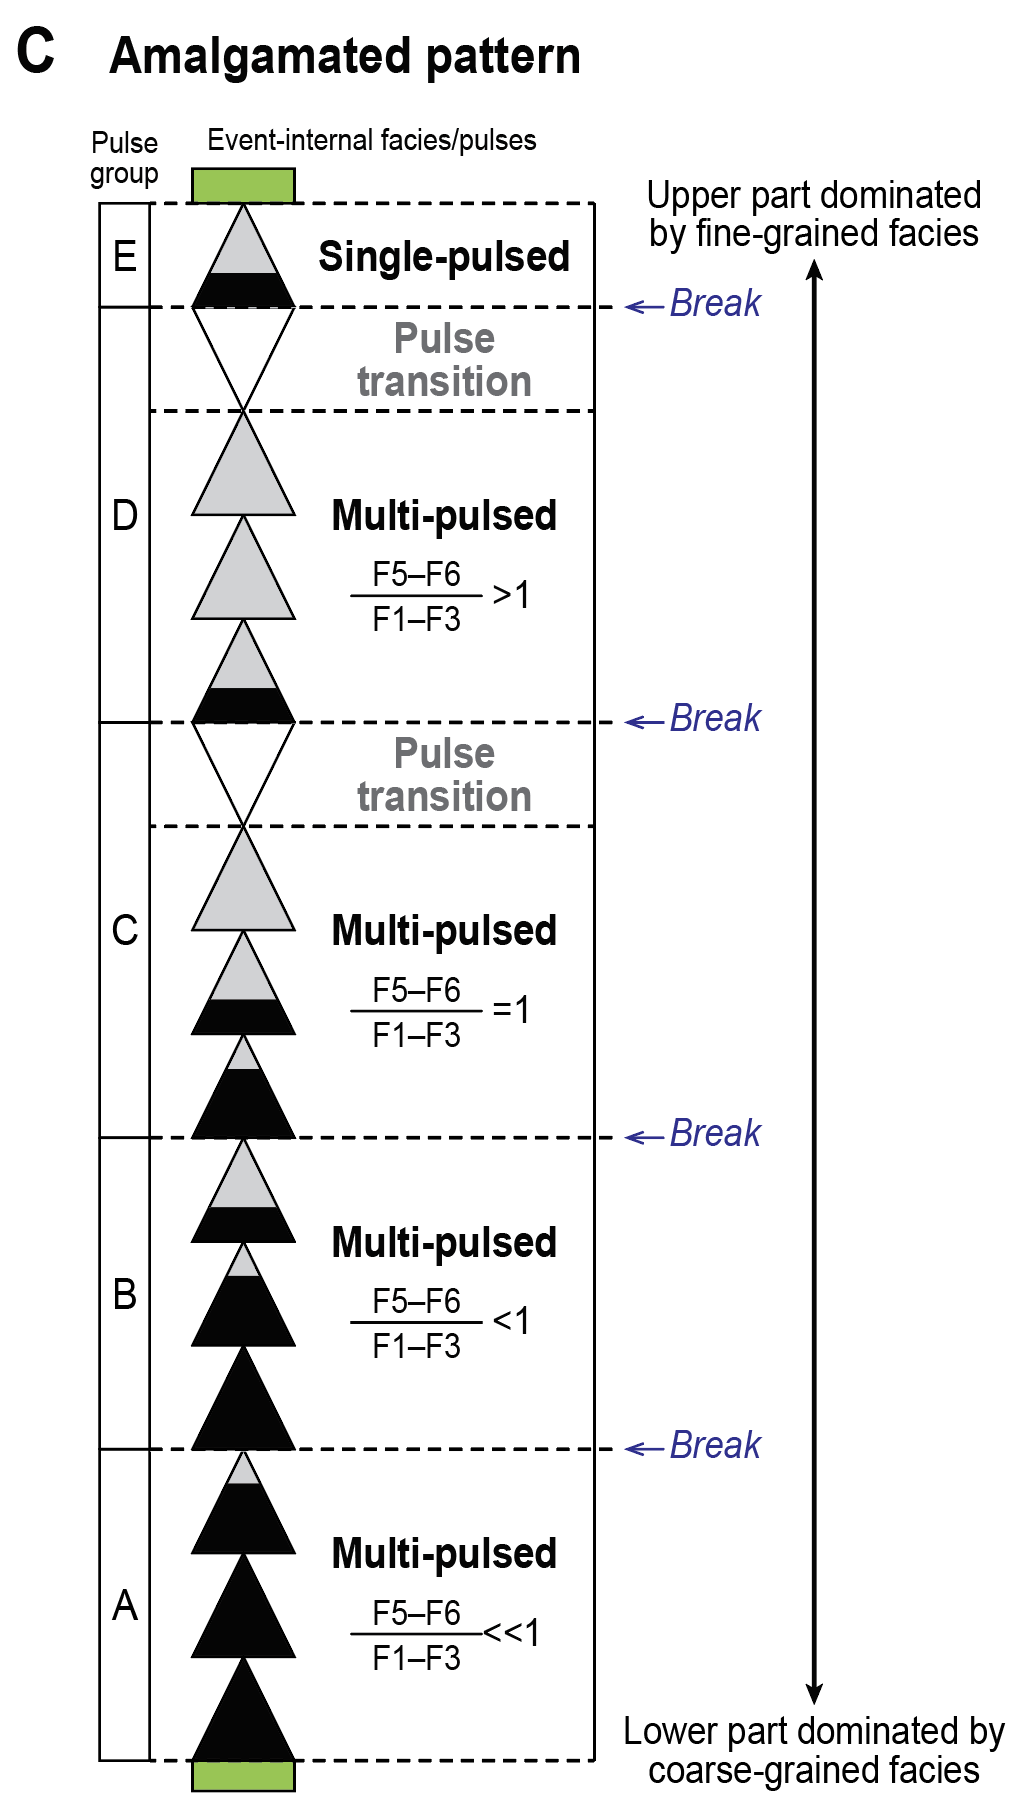 C Amalgamated pattern
Pulse group
Event-internal facies/pulses
Upper part dominated
by fine-grained facies
E
Single-pulsed
Break
Pulse
transition
D
Multi-pulsed
F5–F6
F1–F3
>1
Break
Pulse
transition
C
Multi-pulsed
F5–F6
F1–F3
=1
Break
B
Multi-pulsed
F5–F6
F1–F3
<1
Break
A
Multi-pulsed
F5–F6
F1–F3
<<1
Lower part dominated by
coarse-grained facies